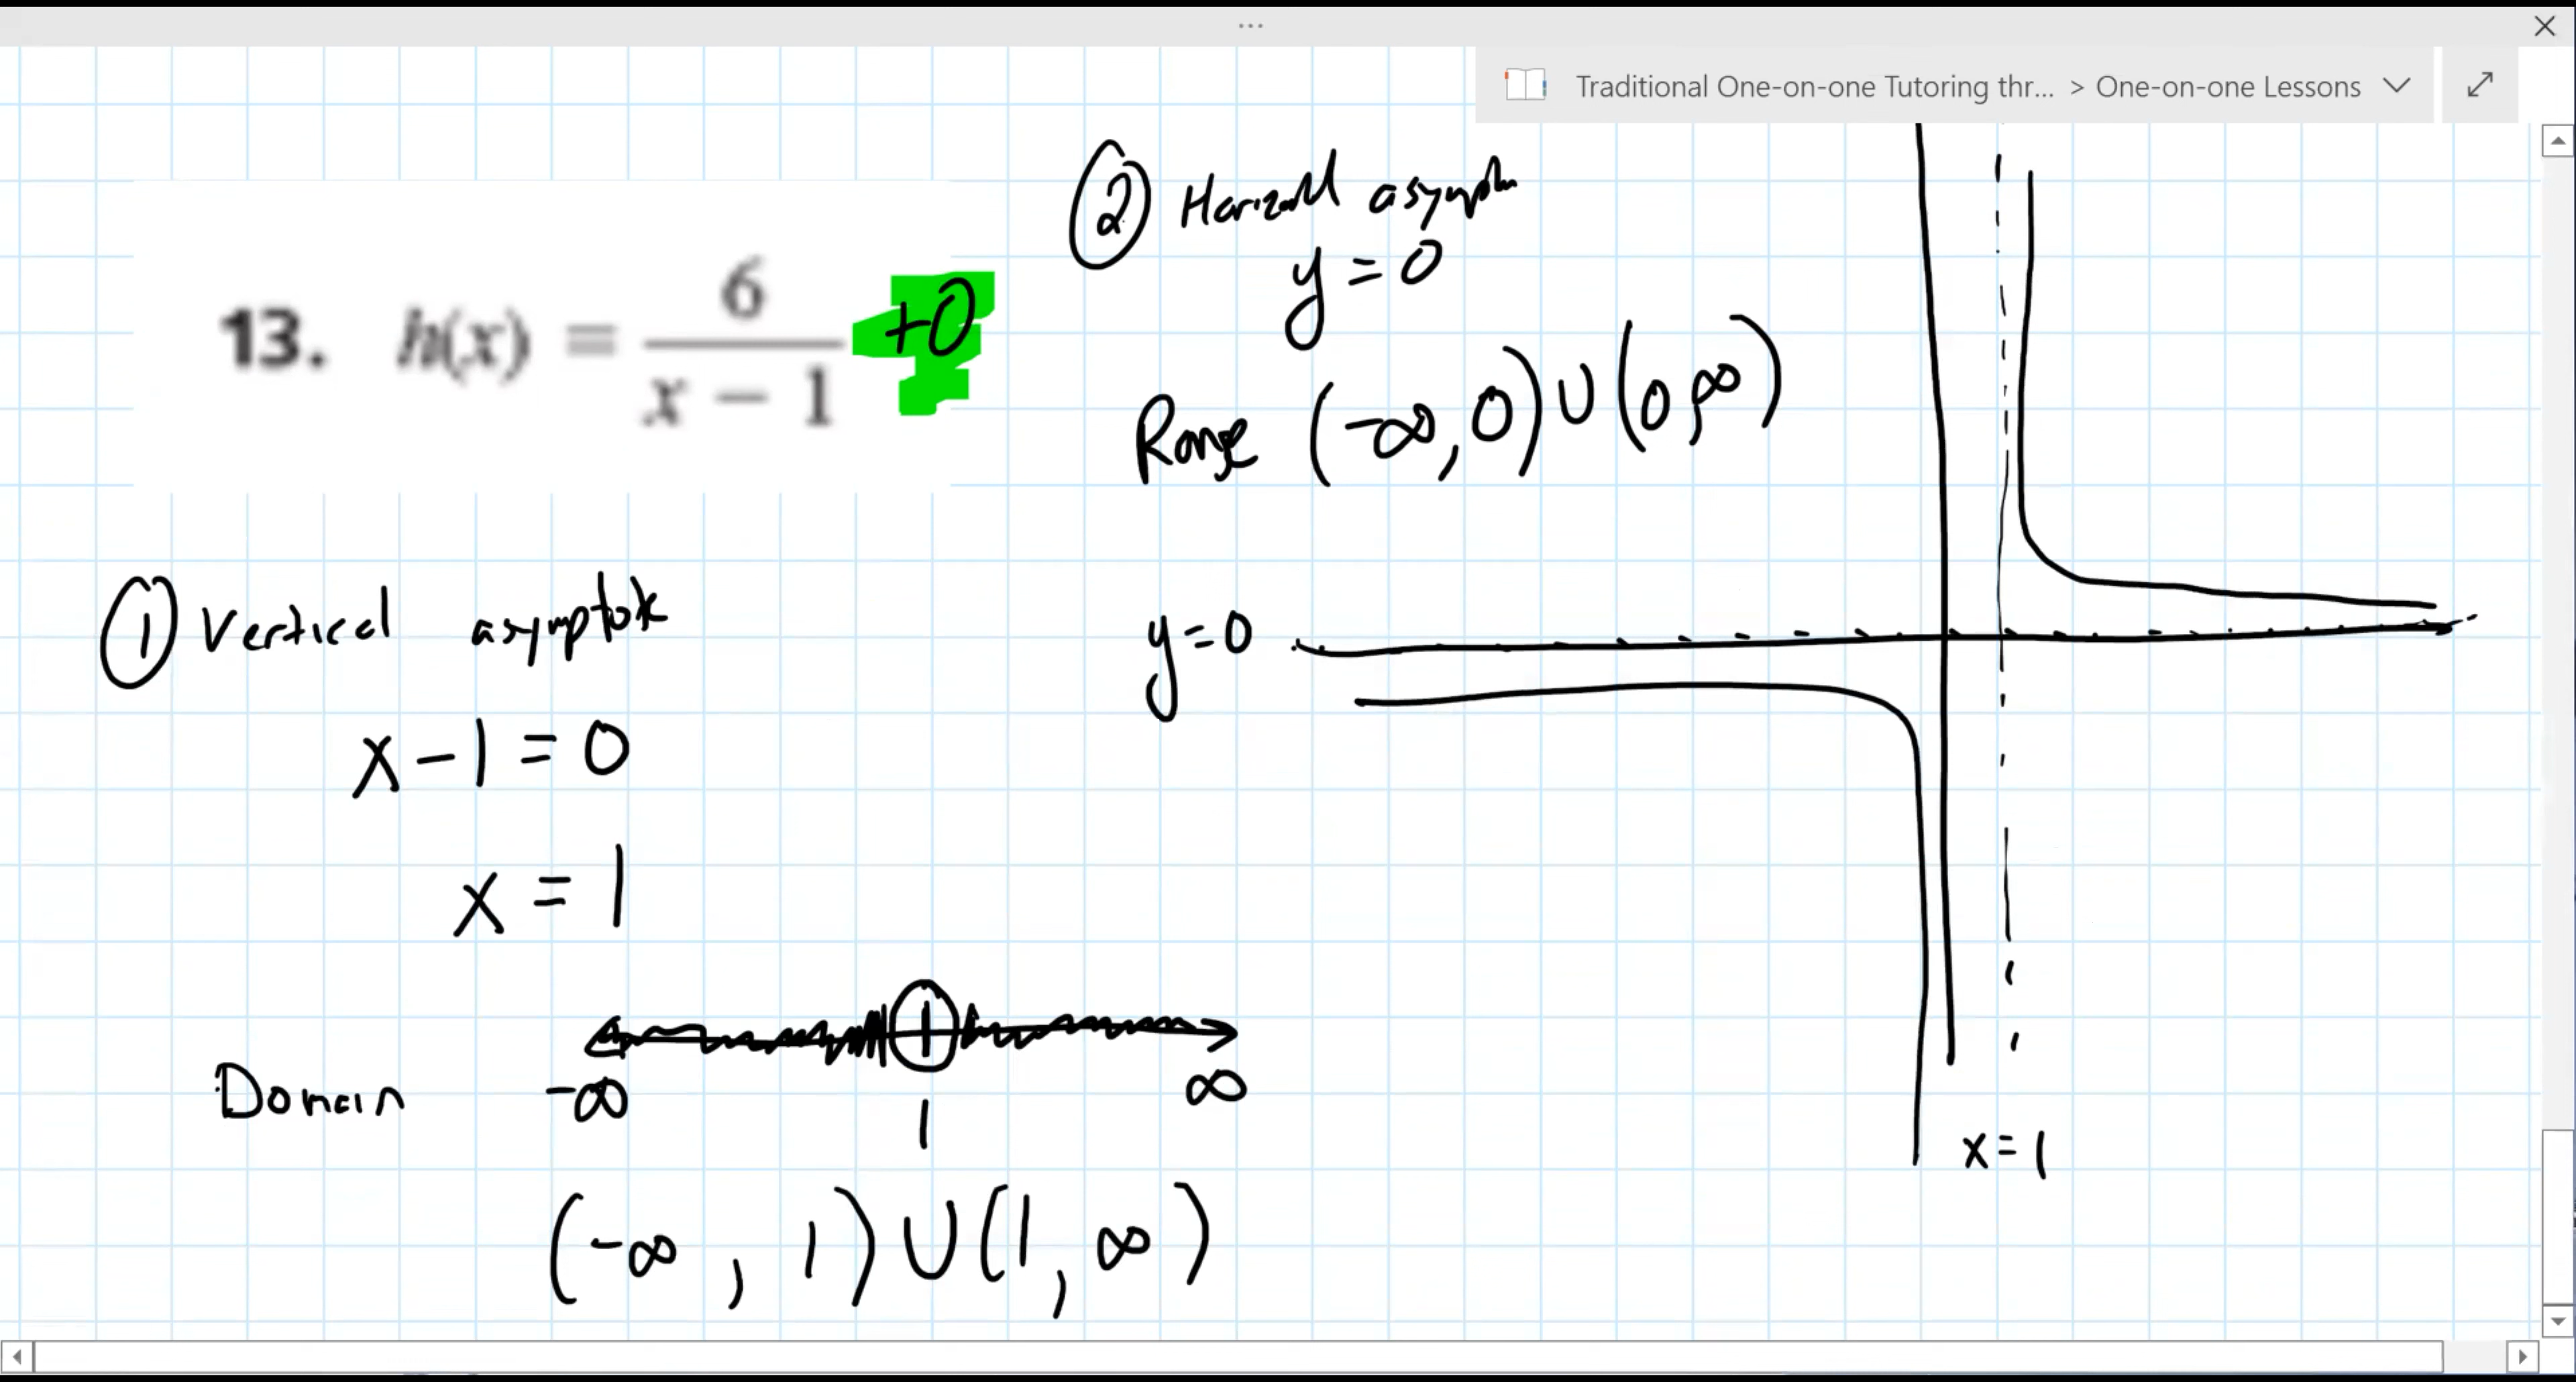 ...
Traditional One-on-one Tutoring thr... > One-on-one Lessons
13. h(x) = 6/(x − 1) +0
② asymptote
y = 0
Range (-∞, 0) ∪ (0, ∞)
① Vertical asymptote
x - 1 = 0
x = 1
Domain
-∞ 1 ∞
(-∞, 1) ∪ (1, ∞)
y = 0
x = 1